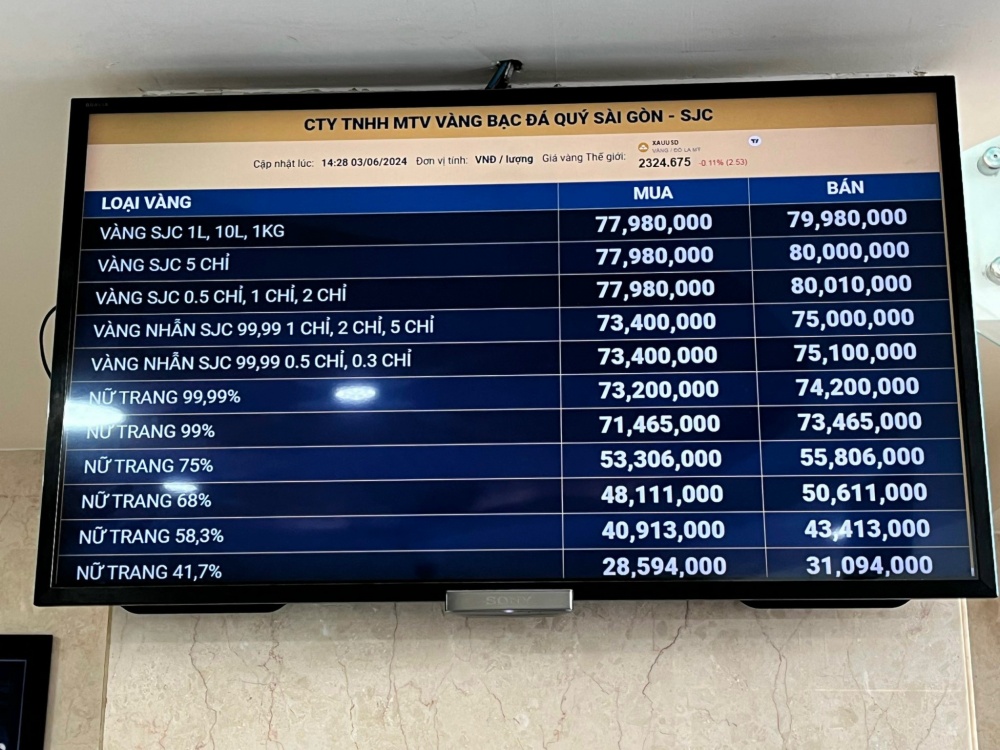 CTY TNHH MTV VÀNG BẠC ĐÁ QUÝ SÀI GÒN - SJC
Cập nhật lúc: 14:28 03/06/2024 Đơn vị tính: VNĐ / lượng Giá vàng Thế giới:
XAUUSD
VÀNG / ĐÔ LA MỸ
2324.675 -0.11% (2.53)
LOẠI VÀNG MUA BÁN
VÀNG SJC 1L, 10L, 1KG 77,980,000 79,980,000
VÀNG SJC 5 CHỈ 77,980,000 80,000,000
VÀNG SJC 0.5 CHỈ, 1 CHỈ, 2 CHỈ 77,980,000 80,010,000
VÀNG NHẪN SJC 99,99 1 CHỈ, 2 CHỈ, 5 CHỈ 73,400,000 75,000,000
VÀNG NHẪN SJC 99,99 0.5 CHỈ, 0.3 CHỈ 73,400,000 75,100,000
NỮ TRANG 99,99% 73,200,000 74,200,000
NỮ TRANG 99% 71,465,000 73,465,000
NỮ TRANG 75% 53,306,000 55,806,000
NỮ TRANG 68% 48,111,000 50,611,000
NỮ TRANG 58,3% 40,913,000 43,413,000
NỮ TRANG 41,7% 28,594,000 31,094,000
SONY